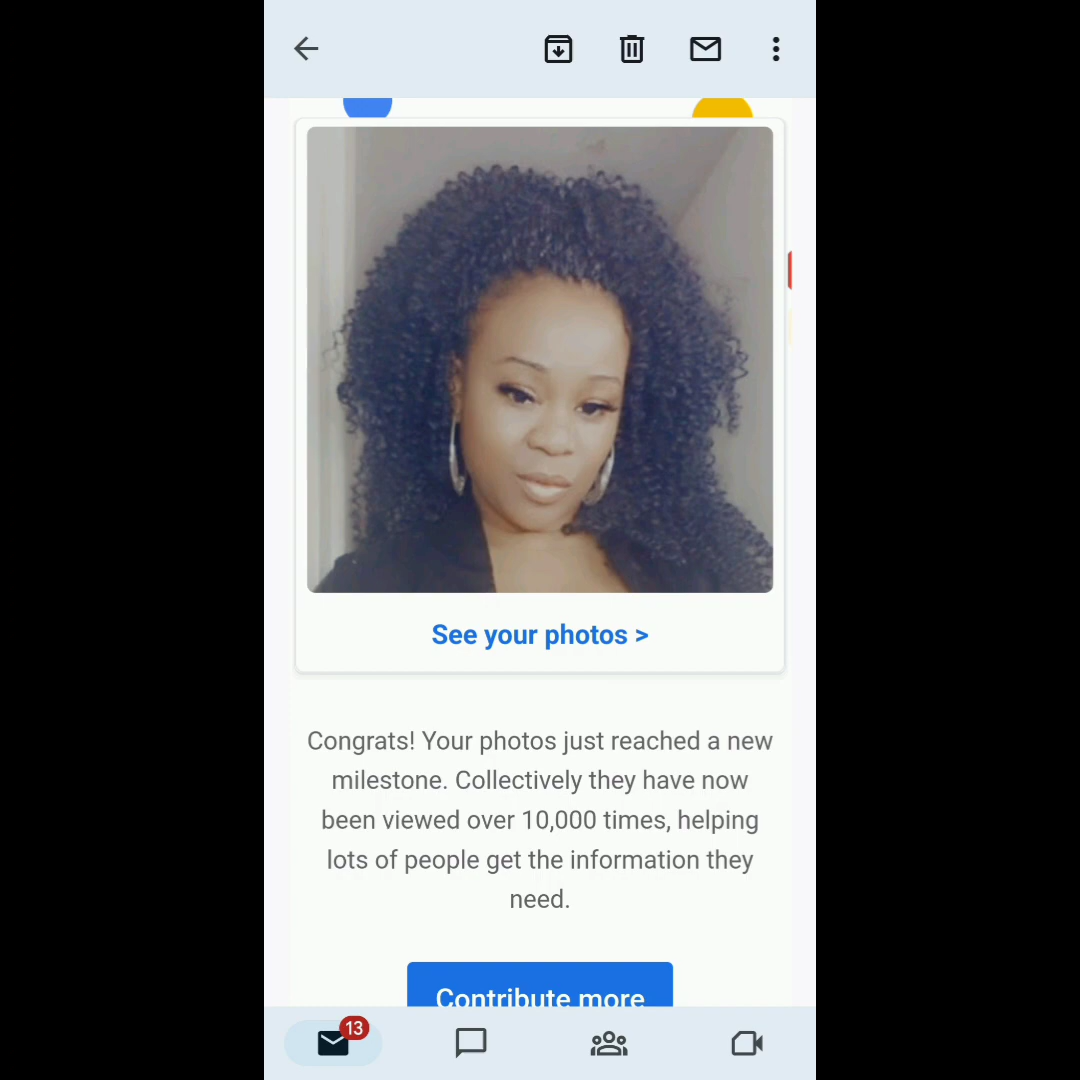 See your photos >
Congrats! Your photos just reached a new
milestone. Collectively they have now
been viewed over 10,000 times, helping
lots of people get the information they
need.
Contribute more
13